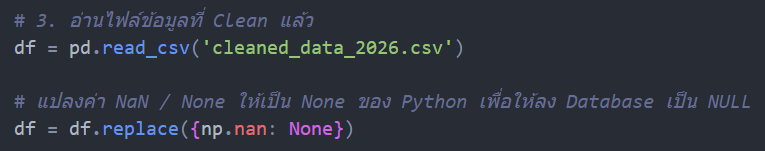 # 3. อ่านไฟล์ข้อมูลที่ Clean แล้ว
df = pd.read_csv('cleaned_data_2026.csv')
# แปลงค่า NaN / None ให้เป็น None ของ Python เพื่อให้ลง Database เป็น NULL
df = df.replace({np.nan: None})